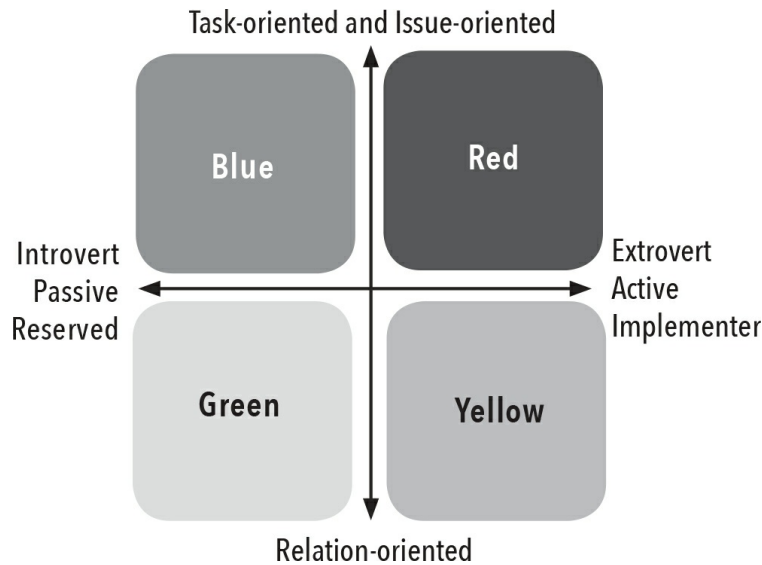 Task-oriented and Issue-oriented
Blue
Red
Introvert
Passive
Reserved
Extrovert
Active
Implementer
Green
Yellow
Relation-oriented